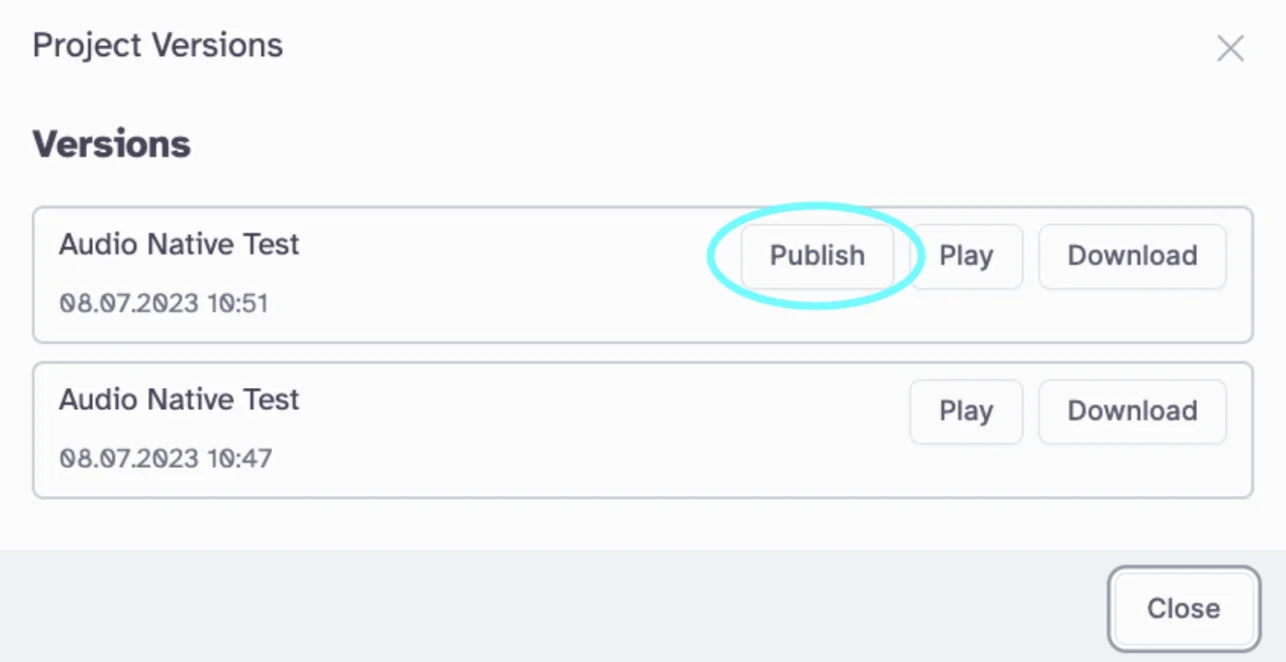 Project Versions
Versions
Audio Native Test
Publish Play Download
08.07.2023 10:51
Audio Native Test
Play Download
08.07.2023 10:47
Close